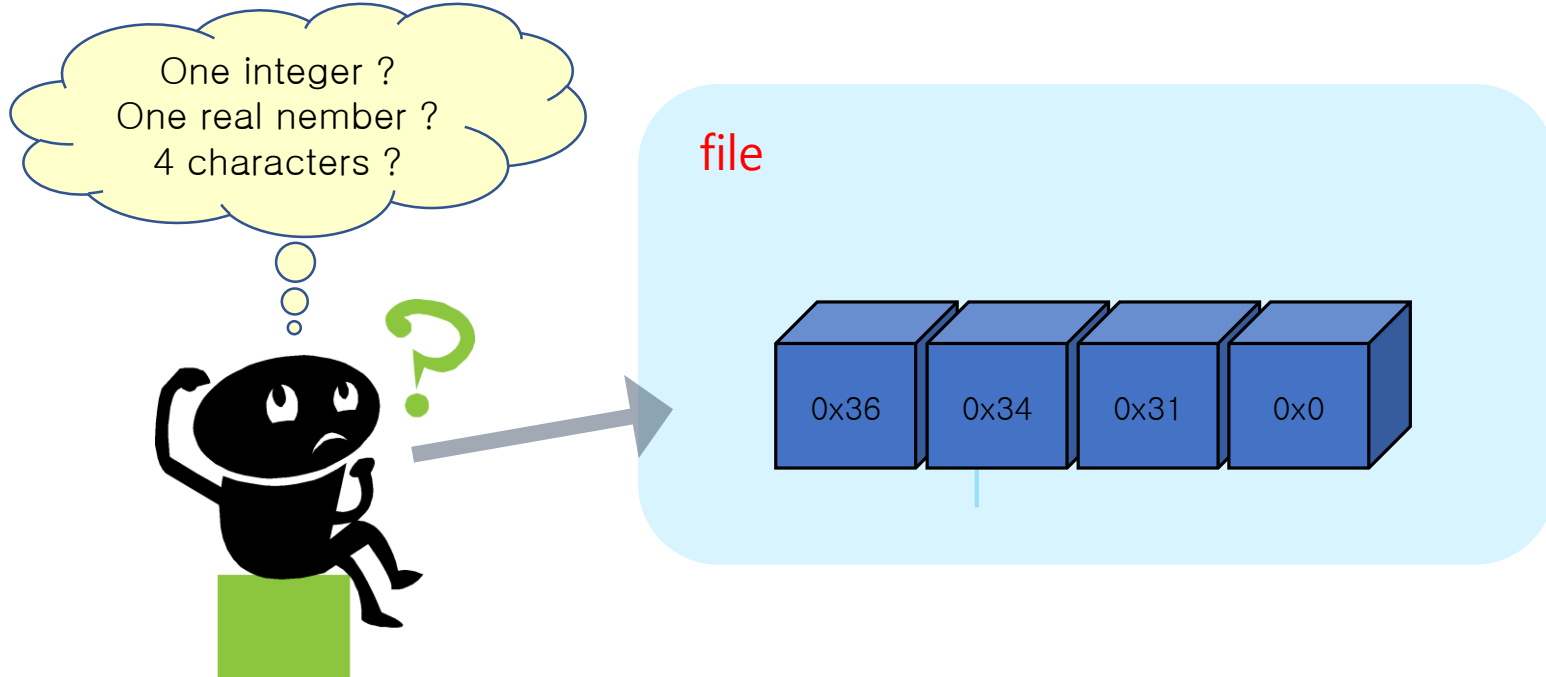 One integer ?
One real nember ?
4 characters ?
file
0x36 0x34 0x31 0x0